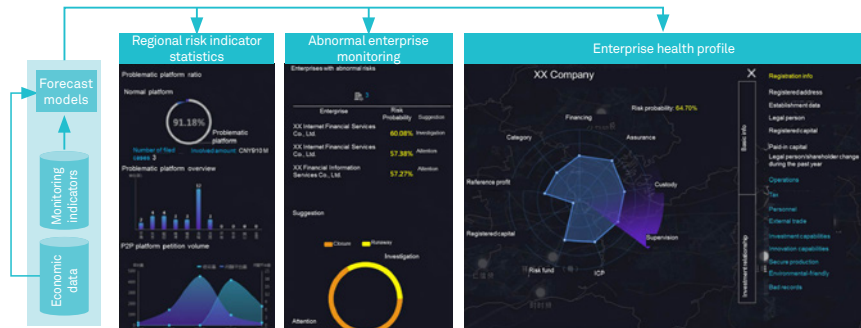 Regional risk indicator
statistics
Abnormal enterprise
monitoring
Enterprise health profile
Forecast
models
Monitoring
indicators
Economic
data
Problematic platform ratio
Normal platform
91.18%
Problematic
platform
Number of filed
cases 3
Involved amount CNY910M
Problematic platform overview
P2P platform petition volume
Enterprises with abnormal risks
3
Enterprise
Risk
Probability
Suggestion
XX Internet Financial Services
Co., Ltd.
60.08%
Investigation
XX Internet Financial Services
Co., Ltd.
57.38%
Attention
XX Financial Information
Services Co., Ltd.
57.27%
Attention
Suggestion
Closure
Runaway
Investigation
Attention
XX Company
X
Risk probability: 64.70%
Financing
Category
Assurance
Reference profit
Custody
Registered capital
Supervision
Risk fund
ICP
Basic info
Investment relationship
Registration info
Registered address
Establishment data
Legal person
Registered capital
Paid-in capital
Legal person/shareholder change
during the past year
Operations
Tax
Personnel
External trade
Investment capabilities
Innovation capabilities
Secure production
Environmental-friendly
Bad records